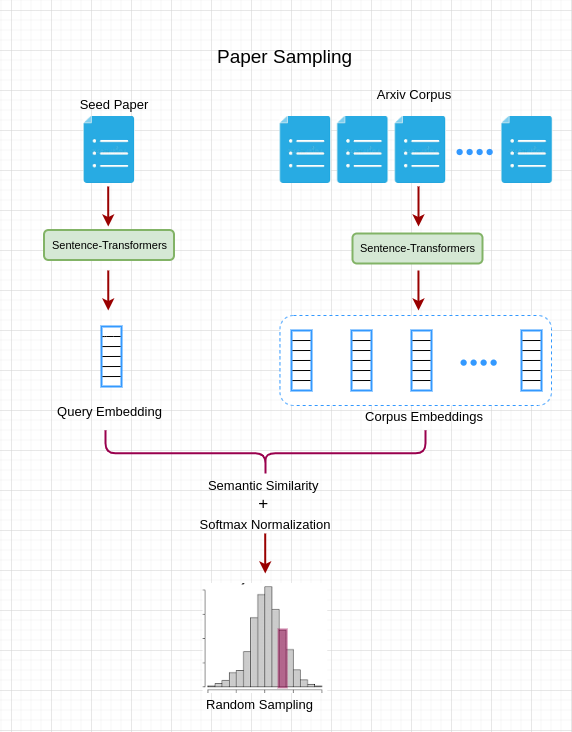 Paper Sampling
Seed Paper
Arxiv Corpus
Sentence-Transformers
Sentence-Transformers
Query Embedding
Corpus Embeddings
Semantic Similarity
+
Softmax Normalization
Random Sampling